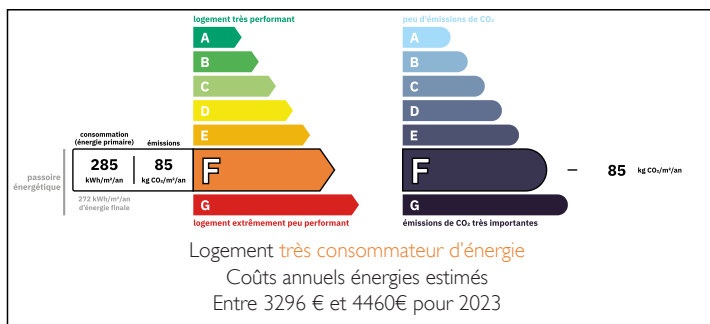 logement très performant
A
B
C
D
E
consommation
(énergie primaire)
émissions
285
kWh/m²/an
85
kg CO₂/m²/an
F
passoire
énergétique
272 kWh/m²/an
d'énergie finale
G
logement extrêmement peu performant
peu d'émissions de CO₂
A
B
C
D
E
F
85 kg CO₂/m²/an
G
émissions de CO₂ très importantes
Logement très consommateur d'énergie
Coûts annuels énergies estimés
Entre 3296 € et 4460€ pour 2023